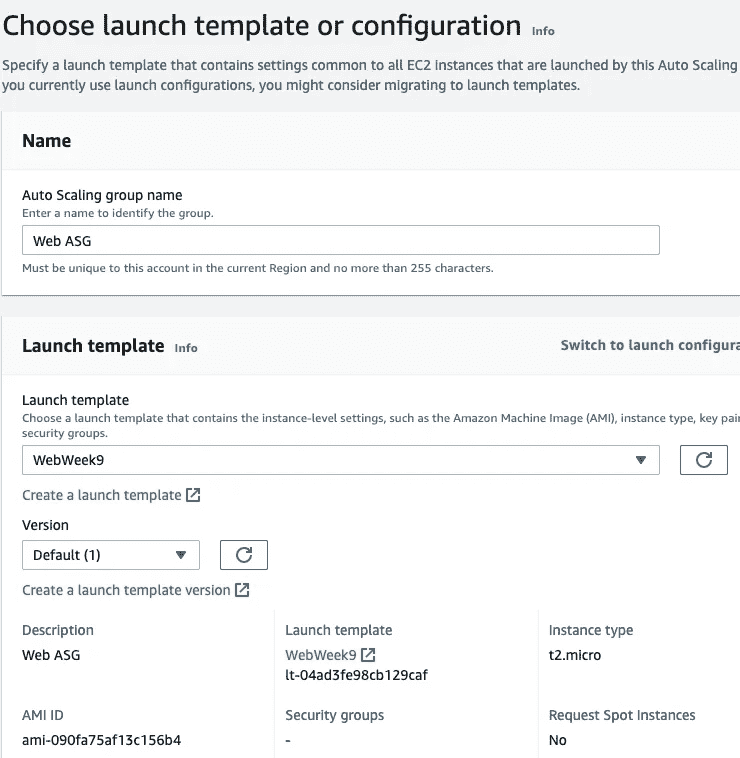 Choose launch template or configuration Info
Specify a launch template that contains settings common to all EC2 instances that are launched by this Auto Scaling
you currently use launch configurations, you might consider migrating to launch templates.
Name
Auto Scaling group name
Enter a name to identify the group.
Web ASG
Must be unique to this account in the current Region and no more than 255 characters.
Launch template Info Switch to launch configura
Launch template
Choose a launch template that contains the instance-level settings, such as the Amazon Machine Image (AMI), instance type, key pair
security groups.
WebWeek9
Create a launch template
Version
Default (1)
Create a launch template version
Description Launch template Instance type
Web ASG WebWeek9 t2.micro
lt-04ad3fe98cb129caf
AMI ID Security groups Request Spot Instances
ami-090fa75af13c156b4 - No